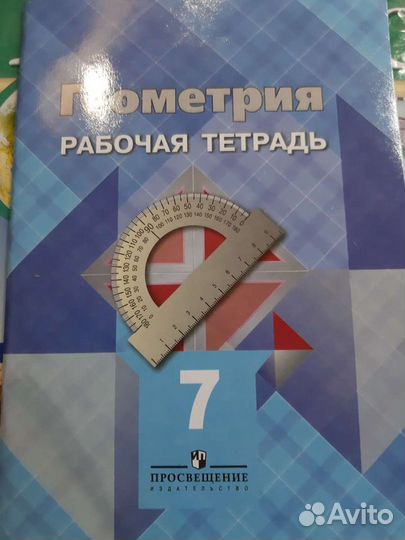 Геометрия
РАБОЧАЯ ТЕТРАДЬ
7
ПРОСВЕЩЕНИЕ
ИЗДАТЕЛЬСТВО
Avito